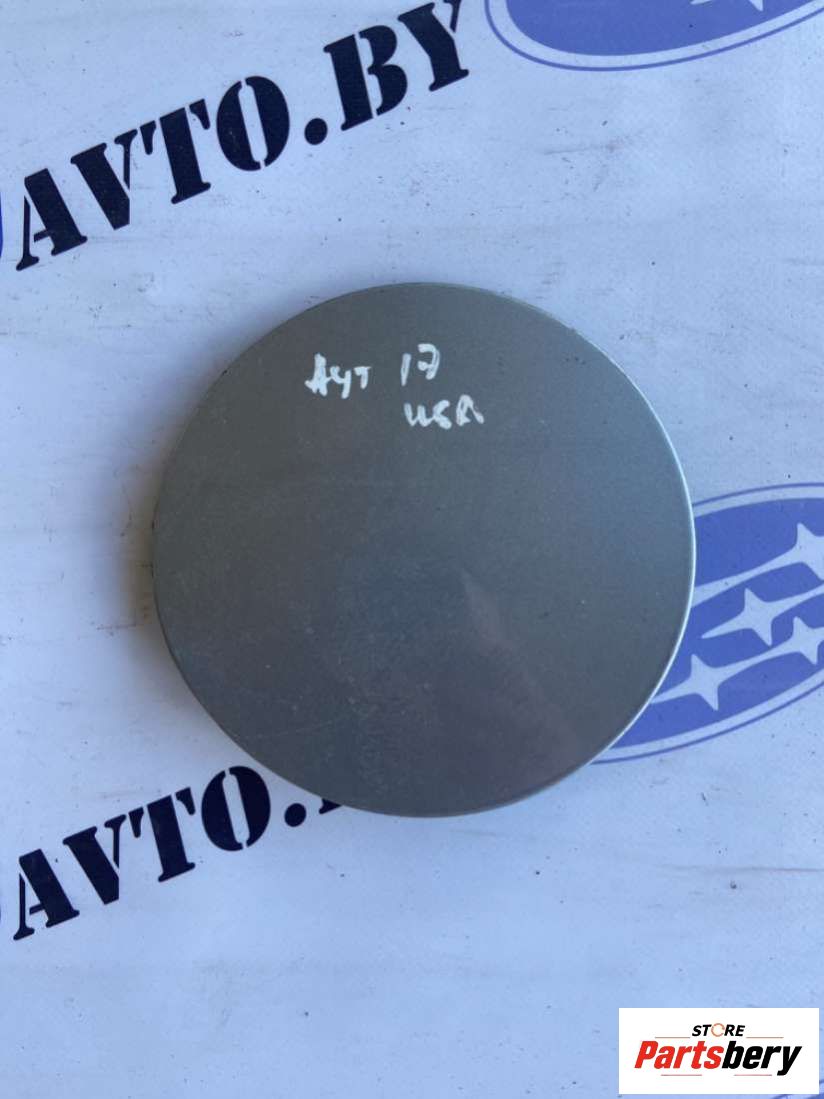 AVTO.BY
Аут 17
USA
AVTO.B
STORE
Partsbery